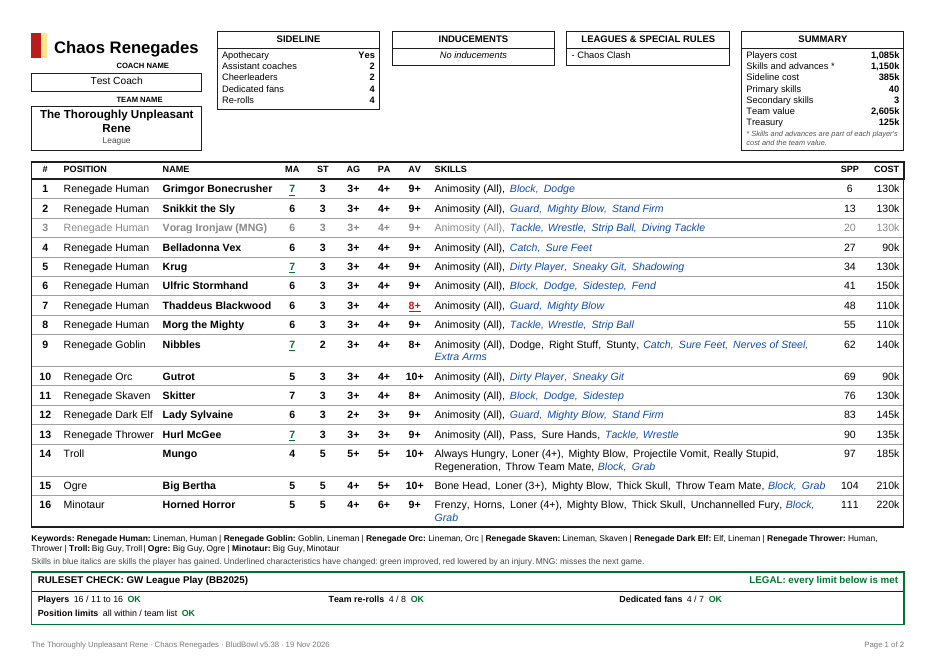 Chaos Renegades
COACH NAME
Test Coach
TEAM NAME
The Thoroughly Unpleasant
Rene
League
SIDELINE
Apothecary Yes
Assistant coaches 2
Cheerleaders 2
Dedicated fans 4
Re-rolls 4
INDUCEMENTS
No inducements
LEAGUES & SPECIAL RULES
- Chaos Clash
SUMMARY
Players cost 1,085k
Skills and advances * 1,150k
Sideline cost 385k
Primary skills 40
Secondary skills 3
Team value 2,605k
Treasury 125k
* Skills and advances are part of each player's
cost and the team value.
# POSITION NAME MA ST AG PA AV SKILLS SPP COST
1 Renegade Human Grimgor Bonecrusher 7 3 3+ 4+ 9+ Animosity (All), Block, Dodge 6 130k
2 Renegade Human Snikkit the Sly 6 3 3+ 4+ 9+ Animosity (All), Guard, Mighty Blow, Stand Firm 13 130k
3 Renegade Human Vorag Ironjaw (MNG) 6 3 3+ 4+ 9+ Animosity (All), Tackle, Wrestle, Strip Ball, Diving Tackle 20 130k
4 Renegade Human Belladonna Vex 6 3 3+ 4+ 9+ Animosity (All), Catch, Sure Feet 27 90k
5 Renegade Human Krug 7 3 3+ 4+ 9+ Animosity (All), Dirty Player, Sneaky Git, Shadowing 34 130k
6 Renegade Human Ulfric Stormhand 6 3 3+ 4+ 9+ Animosity (All), Block, Dodge, Sidestep, Fend 41 150k
7 Renegade Human Thaddeus Blackwood 6 3 3+ 4+ 8+ Animosity (All), Guard, Mighty Blow 48 110k
8 Renegade Human Morg the Mighty 6 3 3+ 4+ 9+ Animosity (All), Tackle, Wrestle, Strip Ball 55 110k
9 Renegade Goblin Nibbles 7 2 3+ 4+ 8+ Animosity (All), Dodge, Right Stuff, Stunty, Catch, Sure Feet, Nerves of Steel, 62 140k
Extra Arms
10 Renegade Orc Gutrot 5 3 3+ 4+ 10+ Animosity (All), Dirty Player, Sneaky Git 69 90k
11 Renegade Skaven Skitter 7 3 3+ 4+ 8+ Animosity (All), Block, Dodge, Sidestep 76 130k
12 Renegade Dark Elf Lady Sylvaine 6 3 2+ 3+ 9+ Animosity (All), Guard, Mighty Blow, Stand Firm 83 145k
13 Renegade Thrower Hurl McGee 7 3 3+ 3+ 9+ Animosity (All), Pass, Sure Hands, Tackle, Wrestle 90 135k
14 Troll Mungo 4 5 5+ 5+ 10+ Always Hungry, Loner (4+), Mighty Blow, Projectile Vomit, Really Stupid, 97 185k
Regeneration, Throw Team Mate, Block, Grab
15 Ogre Big Bertha 5 5 4+ 5+ 10+ Bone Head, Loner (3+), Mighty Blow, Thick Skull, Throw Team Mate, Block, Grab 104 210k
16 Minotaur Horned Horror 5 5 4+ 6+ 9+ Frenzy, Horns, Loner (4+), Mighty Blow, Thick Skull, Unchannelled Fury, Block, 111 220k
Grab
Keywords: Renegade Human: Lineman, Human | Renegade Goblin: Goblin, Lineman | Renegade Orc: Lineman, Orc | Renegade Skaven: Lineman, Skaven | Renegade Dark Elf: Elf, Lineman | Renegade Thrower: Human,
Thrower | Troll: Big Guy, Troll | Ogre: Big Guy, Ogre | Minotaur: Big Guy, Minotaur
Skills in blue italics are skills the player has gained. Underlined characteristics have changed: green improved, red lowered by an injury. MNG: misses the next game.
RULESET CHECK: GW League Play (BB2025) LEGAL: every limit below is met
Players 16 / 11 to 16 OK Team re-rolls 4 / 8 OK Dedicated fans 4 / 7 OK
Position limits all within / team list OK
The Thoroughly Unpleasant Rene · Chaos Renegades · BludBowl v5.38 · 19 Nov 2026 Page 1 of 2